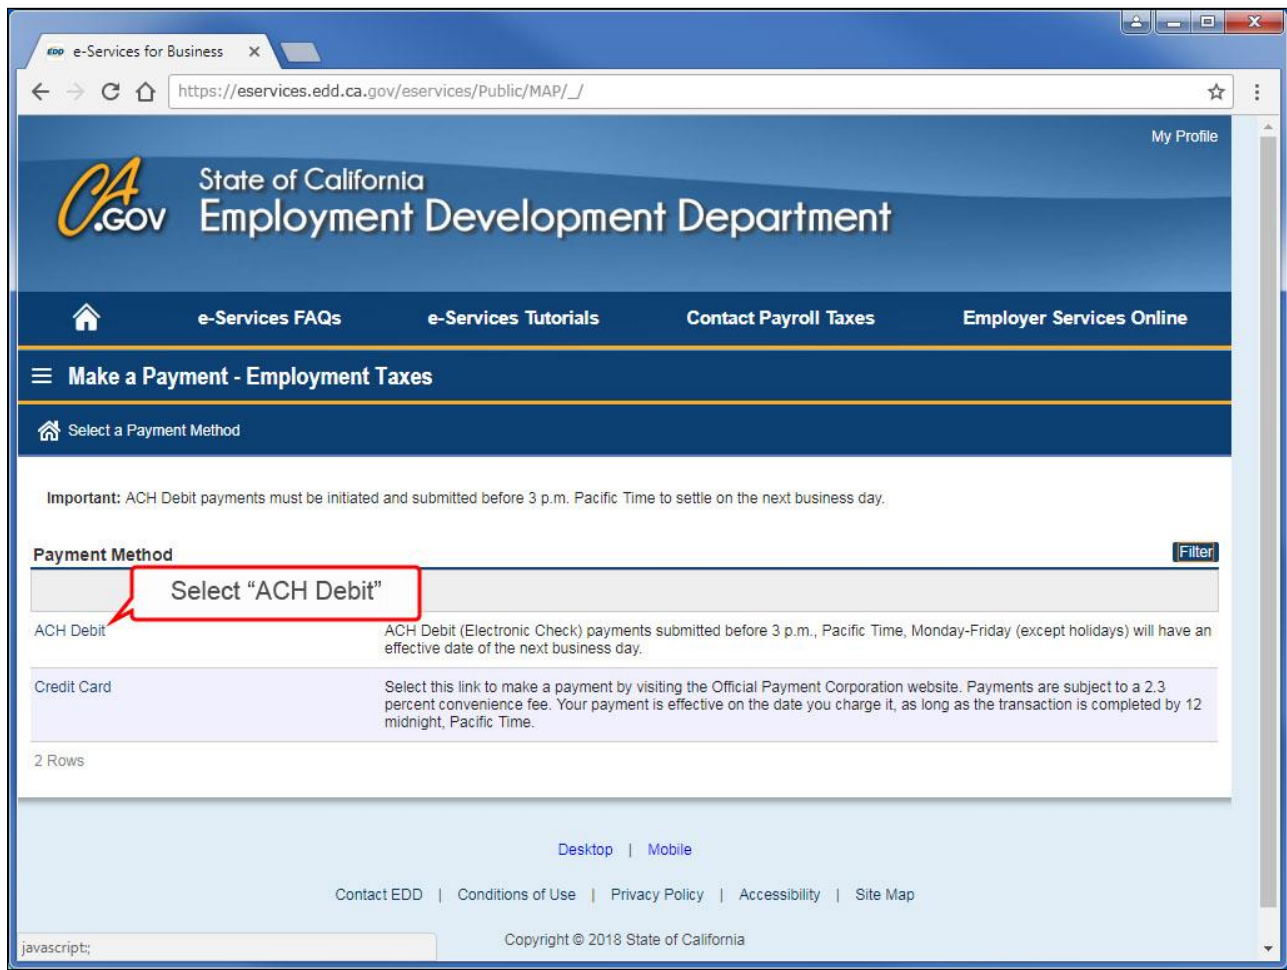 EDD e-Services for Business
https://eservices.edd.ca.gov/eservices/Public/MAP/_/
My Profile
CA.GOV
State of California
Employment Development Department
e-Services FAQs e-Services Tutorials Contact Payroll Taxes Employer Services Online
Make a Payment - Employment Taxes
Select a Payment Method
Important: ACH Debit payments must be initiated and submitted before 3 p.m. Pacific Time to settle on the next business day.
Payment Method Filter
Select “ACH Debit”
ACH Debit ACH Debit (Electronic Check) payments submitted before 3 p.m., Pacific Time, Monday-Friday (except holidays) will have an
effective date of the next business day.
Credit Card Select this link to make a payment by visiting the Official Payment Corporation website. Payments are subject to a 2.3
percent convenience fee. Your payment is effective on the date you charge it, as long as the transaction is completed by 12
midnight, Pacific Time.
2 Rows
Desktop | Mobile
Contact EDD | Conditions of Use | Privacy Policy | Accessibility | Site Map
Copyright © 2018 State of California
javascript:;